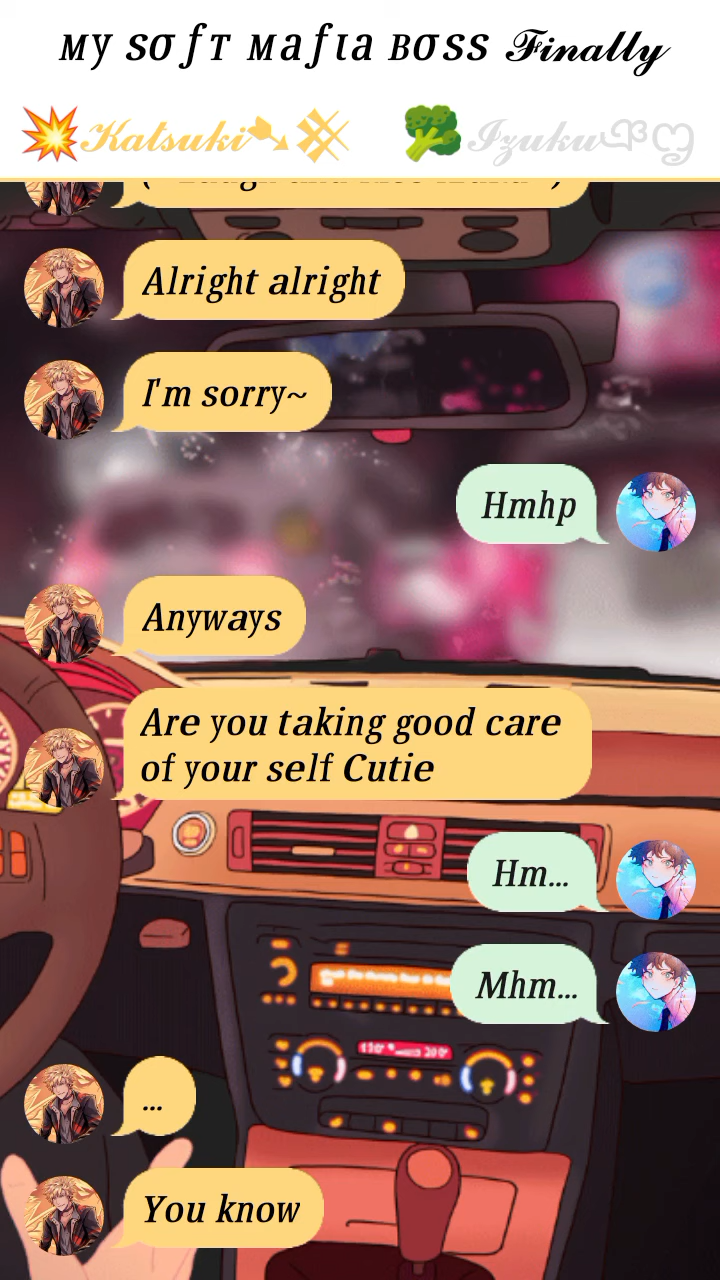 My soft Mafia Boss Finally
💥Katsuki➴𒈒 🥦Izuku
Alright alright
I'm sorry~
Hmhp
Anyways
Are you taking good care
of your self Cutie
Hm...
Mhm...
...
You know